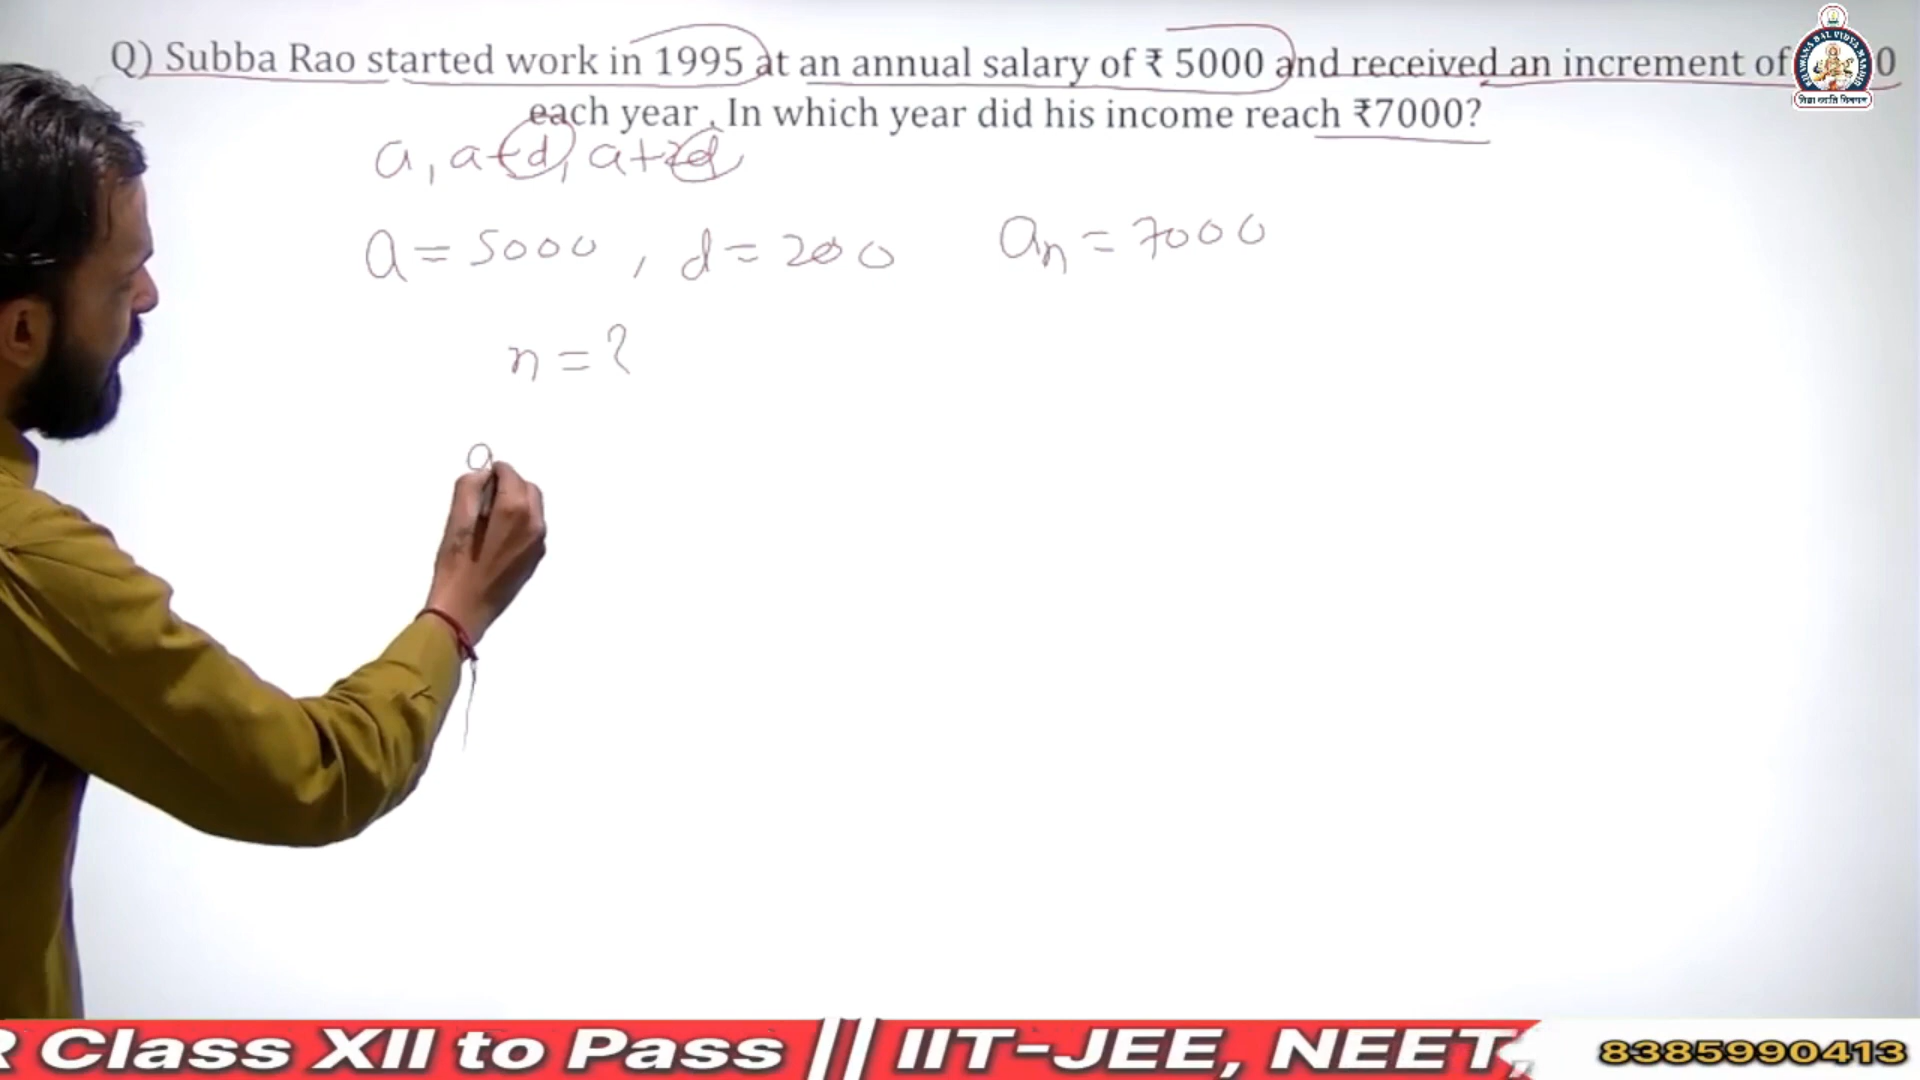 Q) Subba Rao started work in 1995 at an annual salary of ₹ 5000 and received an increment of 0
each year . In which year did his income reach ₹7000?
a, a+d, a+2d
a = 5000 , d = 200 an = 7000
n = ?
a
Class XII to Pass || IIT-JEE, NEET, 8385990413